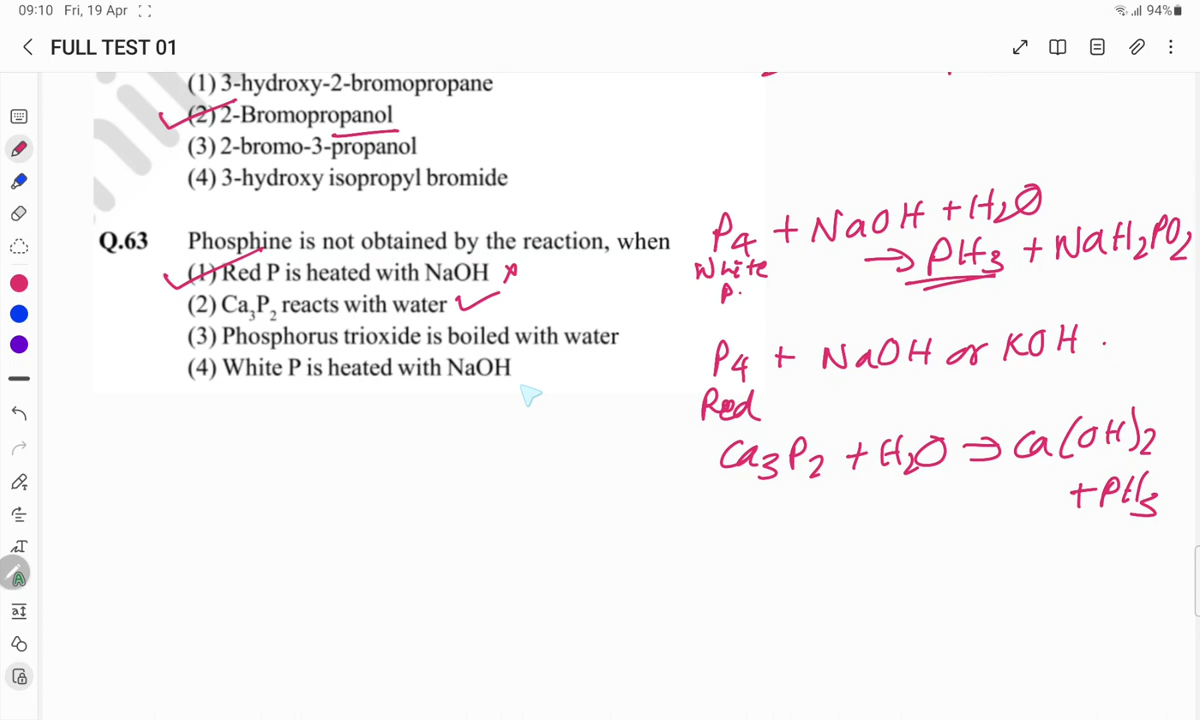 09:10 Fri, 19 Apr 94%
FULL TEST 01
(1) 3-hydroxy-2-bromopropane
(2) 2-Bromopropanol
(3) 2-bromo-3-propanol
(4) 3-hydroxy isopropyl bromide
Q.63 Phosphine is not obtained by the reaction, when
(1) Red P is heated with NaOH
(2) Ca₃P₂ reacts with water
(3) Phosphorus trioxide is boiled with water
(4) White P is heated with NaOH
P4 + NaOH + H2O
White → PH3 + NaH2PO2
P.
P4 + NaOH or KOH .
Red
Ca3P2 + H2O ⇒ Ca(OH)2
+PH3